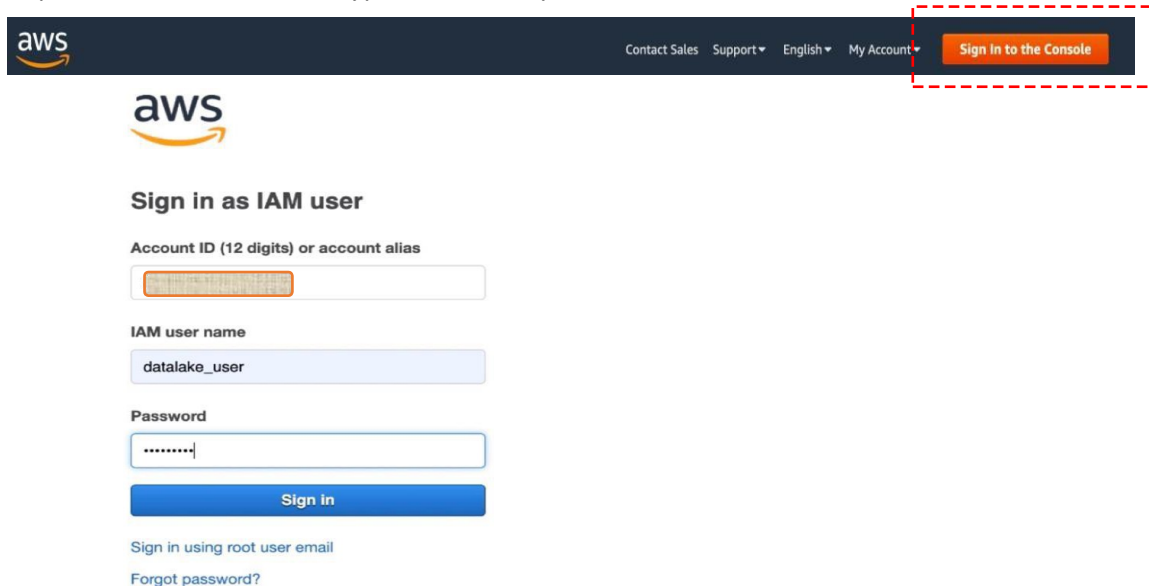 aws
Contact Sales Support English My Account Sign In to the Console
aws
Sign in as IAM user
Account ID (12 digits) or account alias
IAM user name
datalake_user
Password
•••••••••
Sign in
Sign in using root user email
Forgot password?